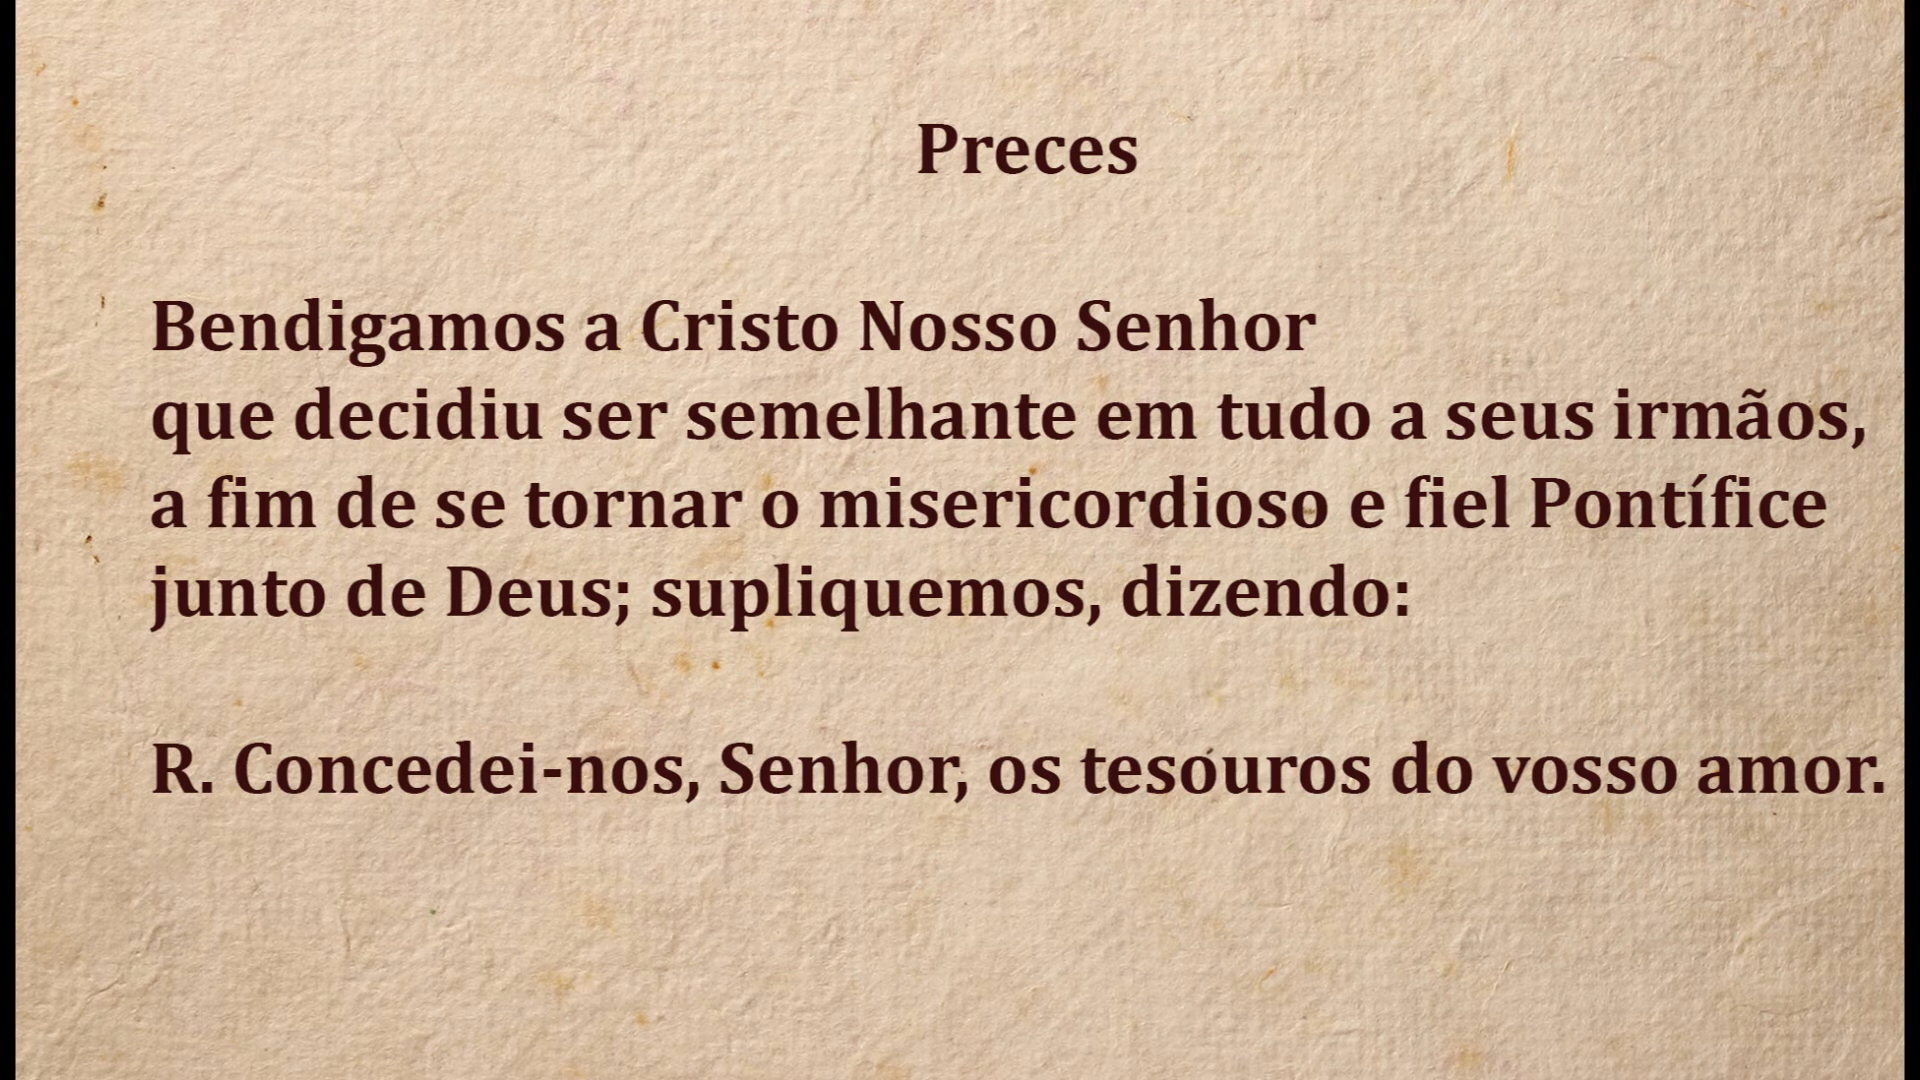 Preces
Bendigamos a Cristo Nosso Senhor
que decidiu ser semelhante em tudo a seus irmãos,
a fim de se tornar o misericordioso e fiel Pontífice
junto de Deus; supliquemos, dizendo:
R. Concedei-nos, Senhor, os tesouros do vosso amor.